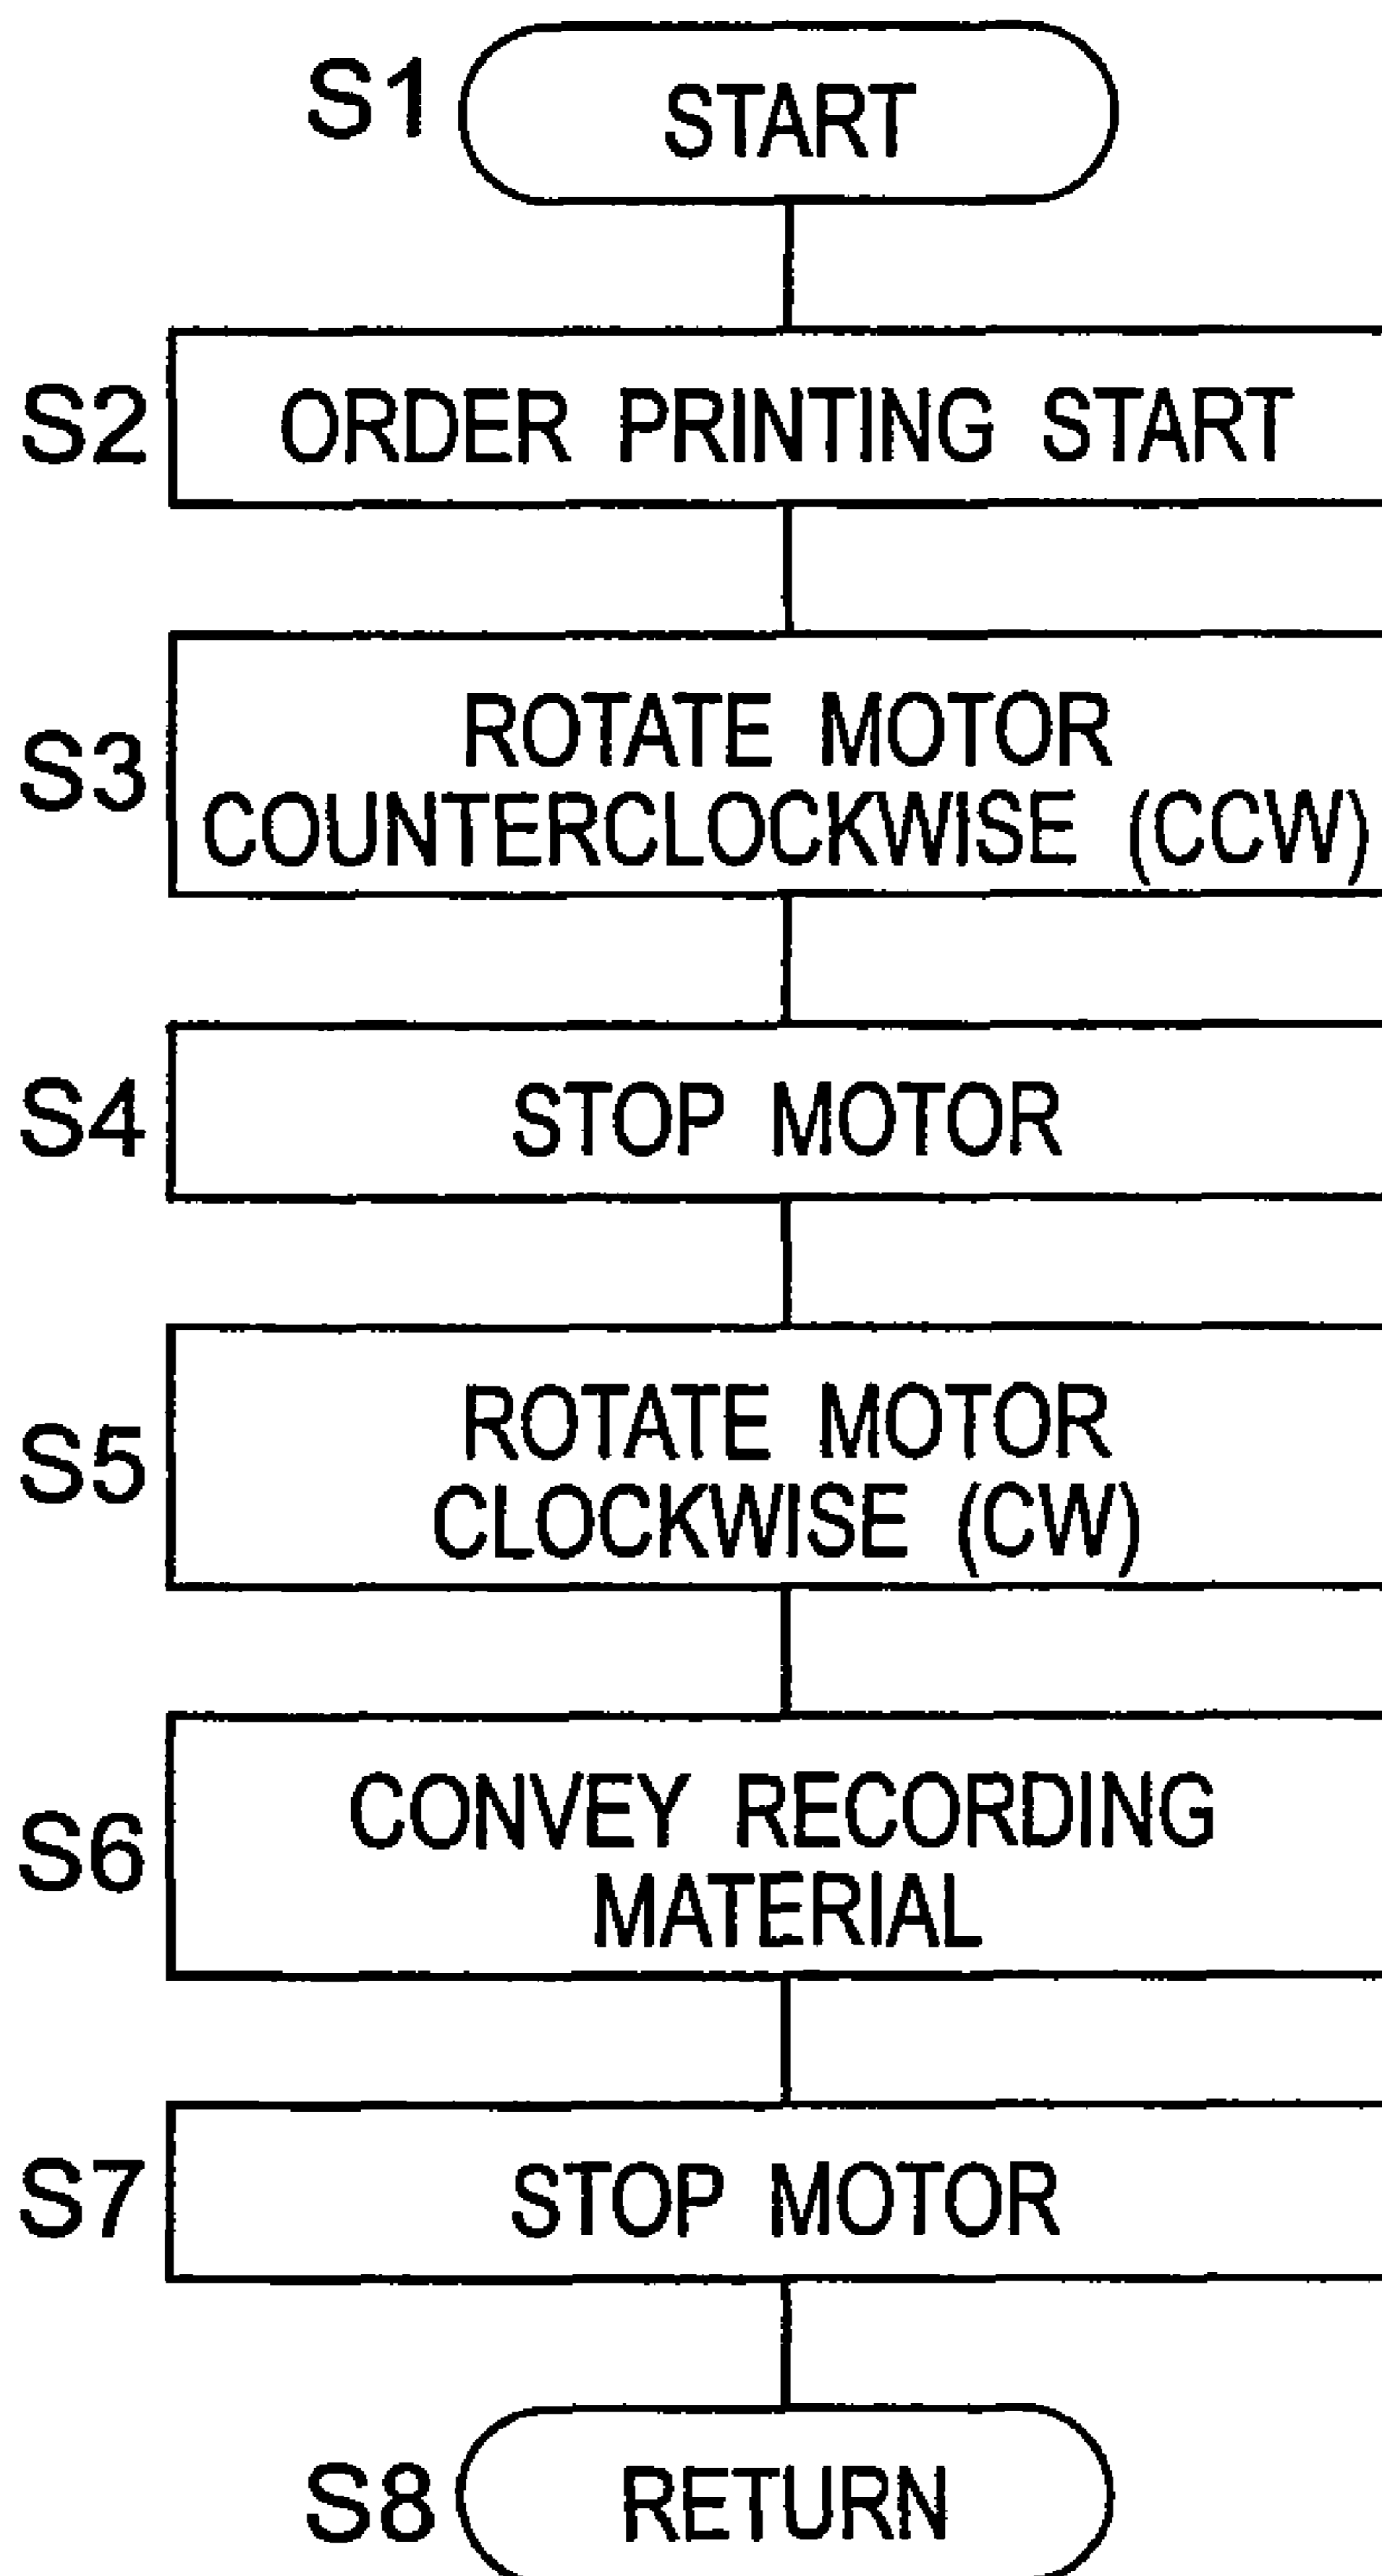 S1 START
S2 ORDER PRINTING START
S3 ROTATE MOTOR
COUNTERCLOCKWISE (CCW)
S4 STOP MOTOR
S5 ROTATE MOTOR
CLOCKWISE (CW)
S6 CONVEY RECORDING
MATERIAL
S7 STOP MOTOR
S8 RETURN